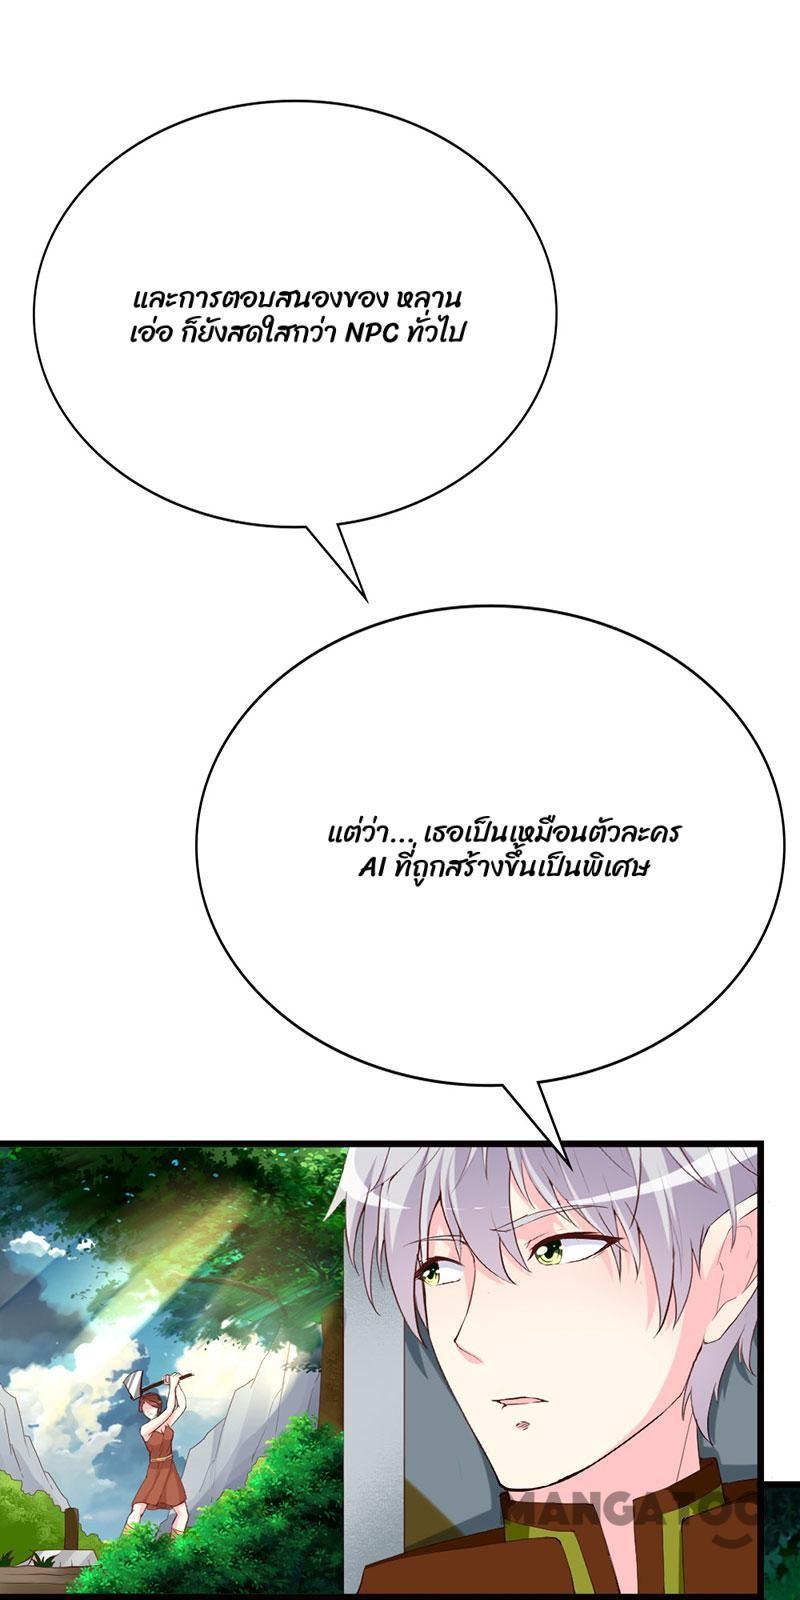 และการตอบสนองของ หลาน
เอ่อ ก็ยังสดใสกว่า NPC ทั่วไป
แต่ว่า... เธอเป็นเหมือนตัวละคร
AI ที่ถูกสร้างขึ้นเป็นพิเศษ
MANGATOON